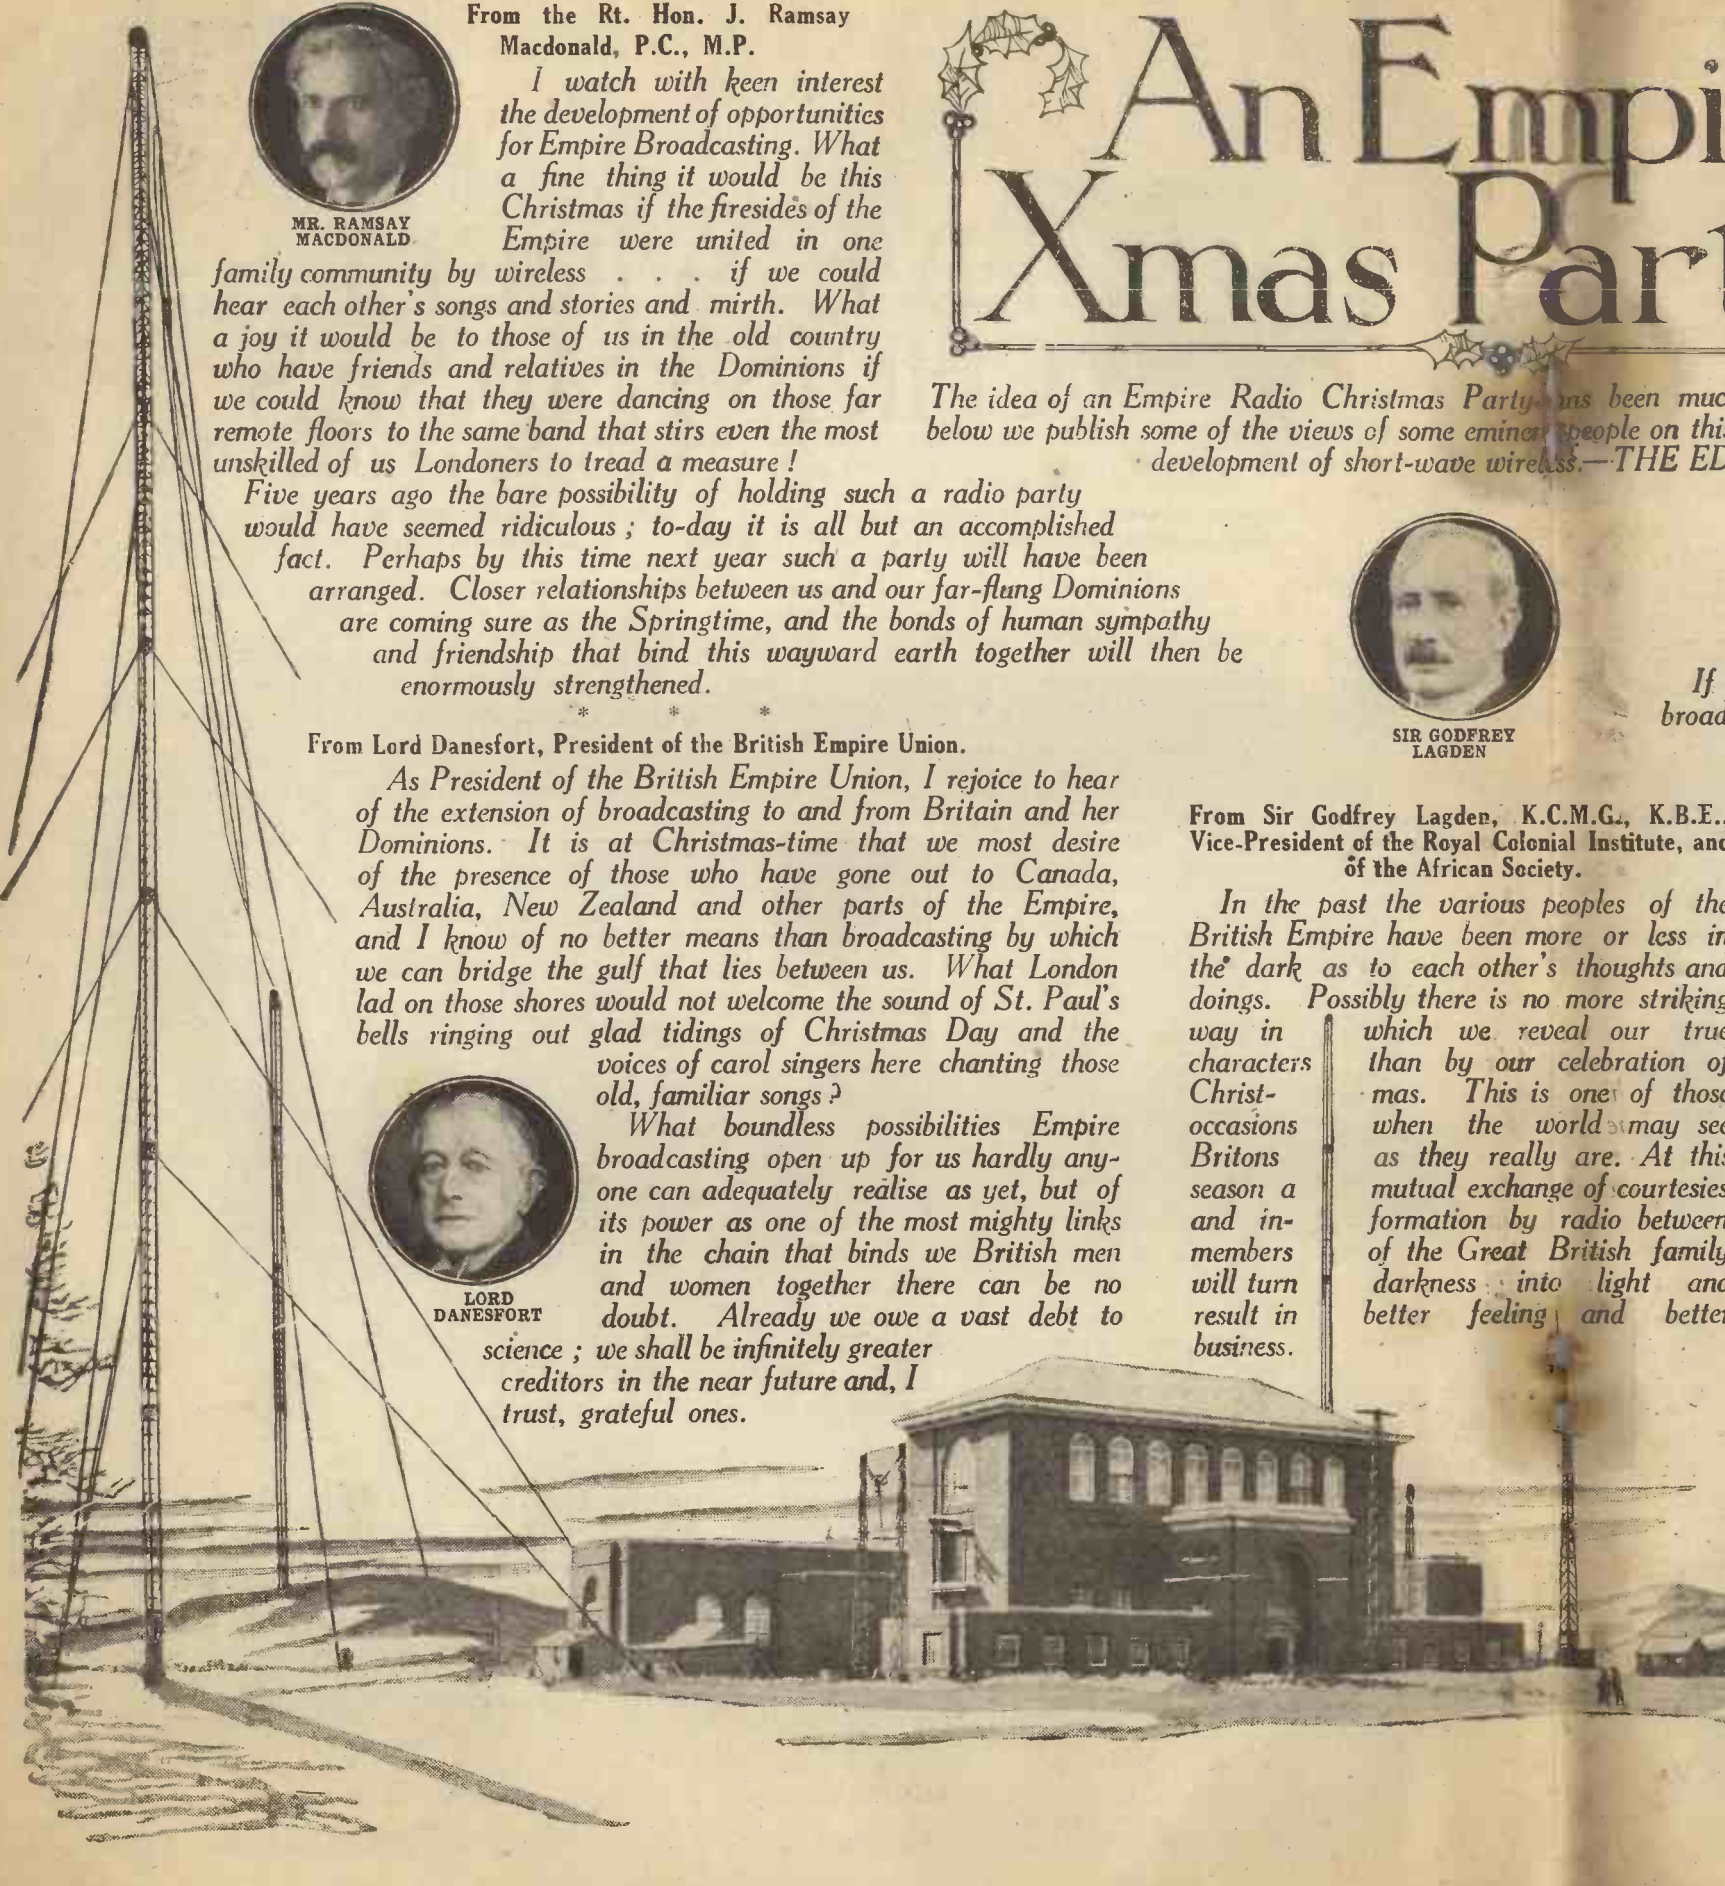 From the Rt. Hon. J. Ramsay
Macdonald, P.C., M.P.
I watch with keen interest
the development of opportunities
for Empire Broadcasting. What
a fine thing it would be this
Christmas if the firesides of the
Empire were united in one
family community by wireless . . . if we could
hear each other's songs and stories and mirth. What
a joy it would be to those of us in the old country
who have friends and relatives in the Dominions if
we could know that they were dancing on those far
remote floors to the same band that stirs even the most
unskilled of us Londoners to tread a measure !
Five years ago the bare possibility of holding such a radio party
would have seemed ridiculous ; to-day it is all but an accomplished
fact. Perhaps by this time next year such a party will have been
arranged. Closer relationships between us and our far-flung Dominions
are coming sure as the Springtime, and the bonds of human sympathy
and friendship that bind this wayward earth together will then be
enormously strengthened.
* * *
MR. RAMSAY
MACDONALD
From Lord Danesfort, President of the British Empire Union.
As President of the British Empire Union, I rejoice to hear
of the extension of broadcasting to and from Britain and her
Dominions. It is at Christmas-time that we most desire
of the presence of those who have gone out to Canada,
Australia, New Zealand and other parts of the Empire,
and I know of no better means than broadcasting by which
we can bridge the gulf that lies between us. What London
lad on those shores would not welcome the sound of St. Paul's
bells ringing out glad tidings of Christmas Day and the
voices of carol singers here chanting those
old, familiar songs ?
What boundless possibilities Empire
broadcasting open up for us hardly any-
one can adequately realise as yet, but of
its power as one of the most mighty links
in the chain that binds we British men
and women together there can be no
doubt. Already we owe a vast debt to
science ; we shall be infinitely greater
creditors in the near future and, I
trust, grateful ones.
LORD
DANESFORT
An Empi
Xmas Part
The idea of an Empire Radio Christmas Party has been muc
below we publish some of the views of some eminent people on this
development of short-wave wireless.—THE ED
SIR GODFREY
LAGDEN
If
broad
From Sir Godfrey Lagden, K.C.M.G., K.B.E.,
Vice-President of the Royal Colonial Institute, and
of the African Society.
In the past the various peoples of the
British Empire have been more or less in
the dark as to each other's thoughts and
doings. Possibly there is no more striking
way in which we reveal our true
characters than by our celebration of
Christ- mas. This is one of those
occasions when the world may see
Britons as they really are. At this
season a mutual exchange of courtesies
and in- formation by radio between
members of the Great British family
will turn darkness into light and
result in better feeling and better
business.